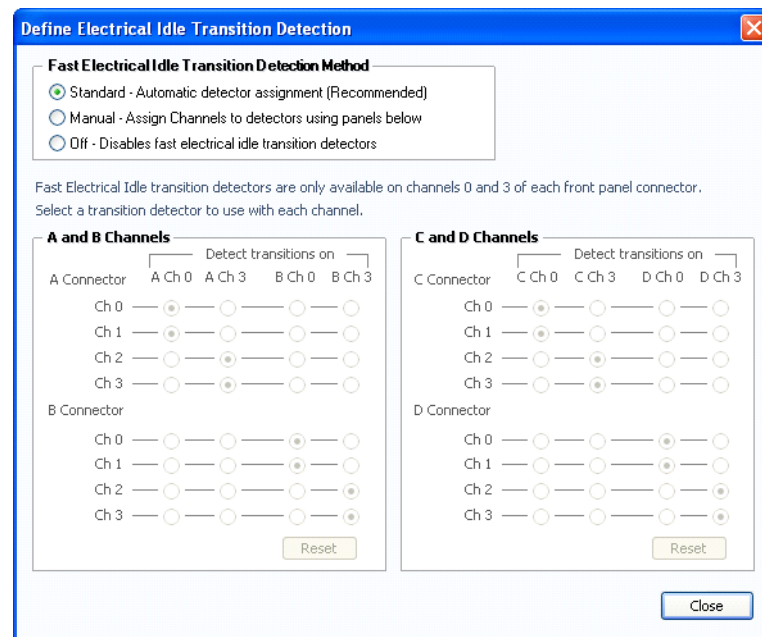 Define Electrical Idle Transition Detection
Fast Electrical Idle Transition Detection Method
Standard - Automatic detector assignment (Recommended)
Manual - Assign Channels to detectors using panels below
Off - Disables fast electrical idle transition detectors
Fast Electrical Idle transition detectors are only available on channels 0 and 3 of each front panel connector.
Select a transition detector to use with each channel.
A and B Channels
Detect transitions on
A Connector A Ch 0 A Ch 3 B Ch 0 B Ch 3
Ch 0
Ch 1
Ch 2
Ch 3
B Connector
Ch 0
Ch 1
Ch 2
Ch 3
Reset
C and D Channels
Detect transitions on
C Connector C Ch 0 C Ch 3 D Ch 0 D Ch 3
Ch 0
Ch 1
Ch 2
Ch 3
D Connector
Ch 0
Ch 1
Ch 2
Ch 3
Reset
Close